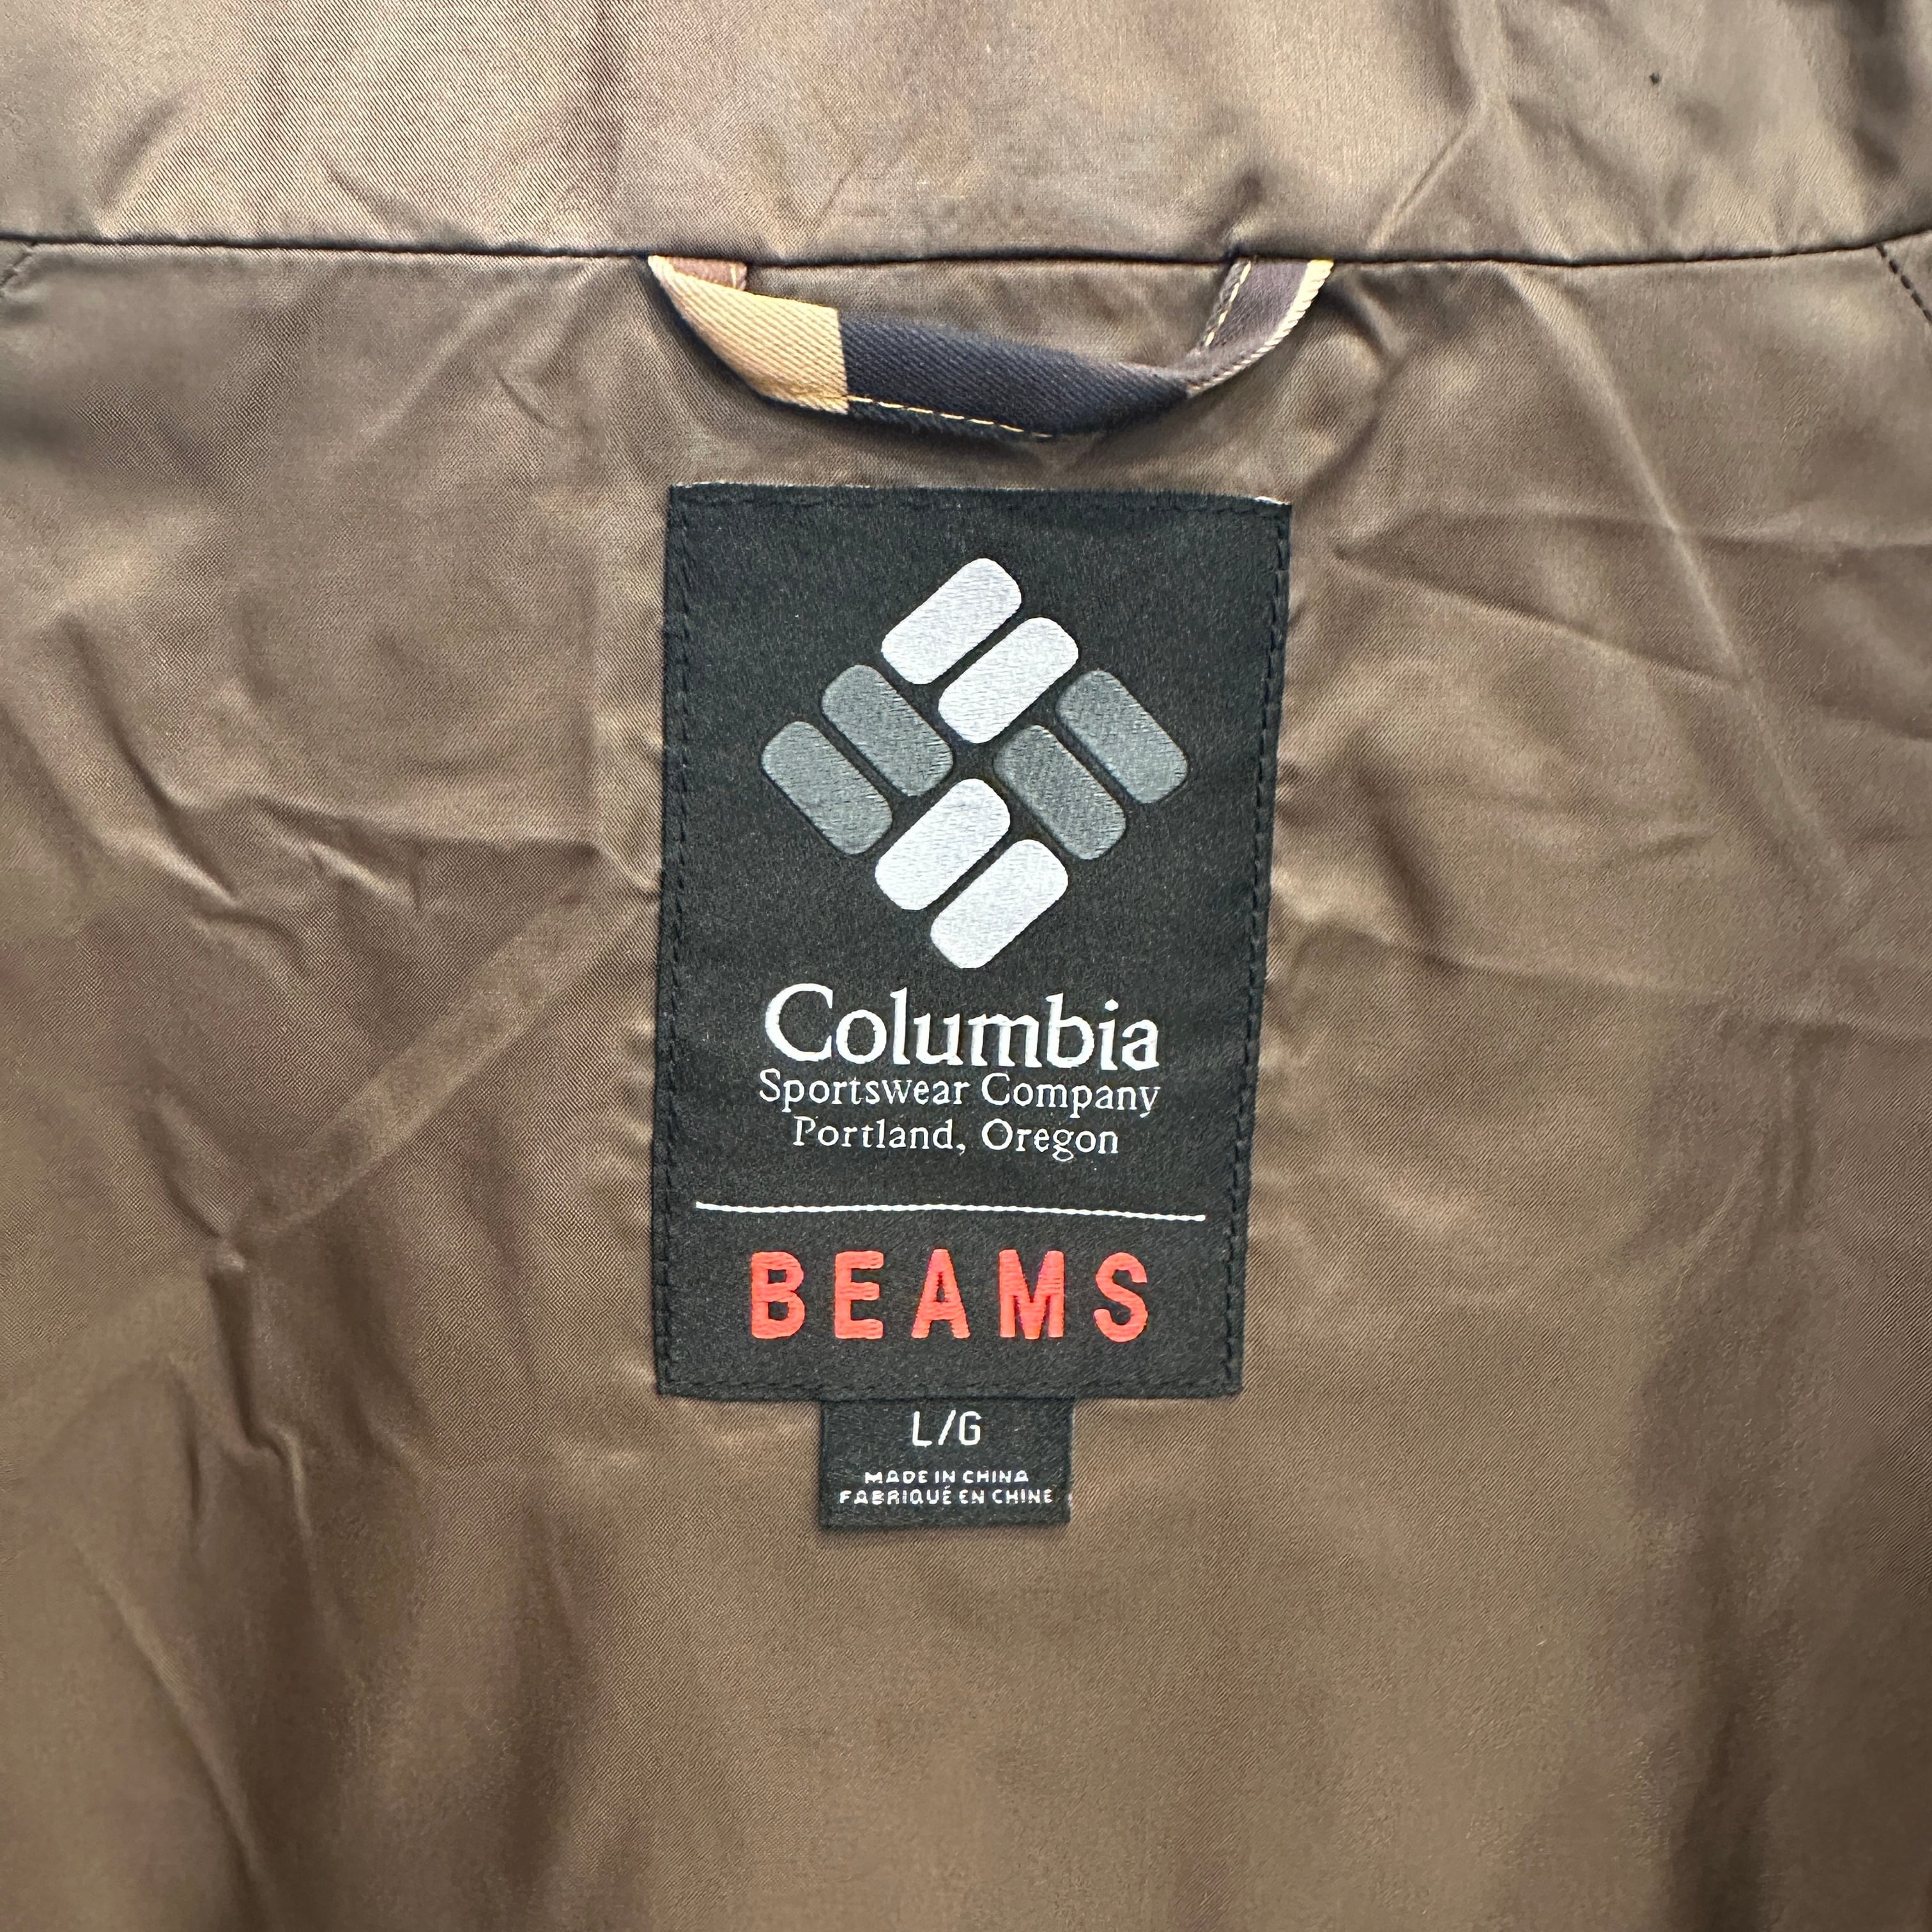 Columbia
Sportswear Company
Portland, Oregon
BEAMS
L/G
MADE IN CHINA
FABRIQUÉ EN CHINE